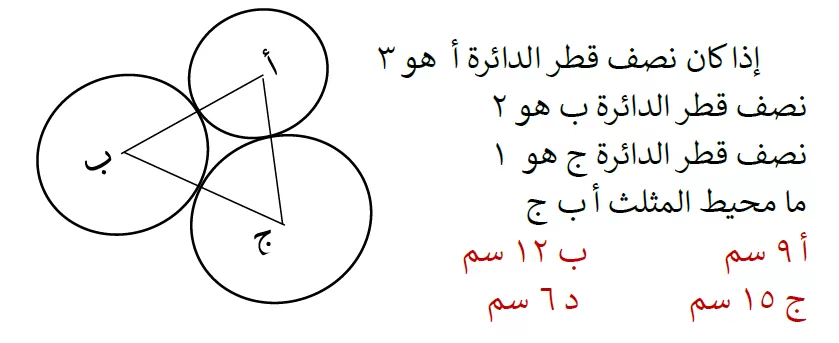 إذا كان نصف قطر الدائرة أ هو ٣
نصف قطر الدائرة ب هو ٢
نصف قطر الدائرة ج هو ١
ما محيط المثلث أ ب ج
أ ٩ سم ب ١٢ سم
ج ١٥ سم د ٦ سم
أ
ب
ج